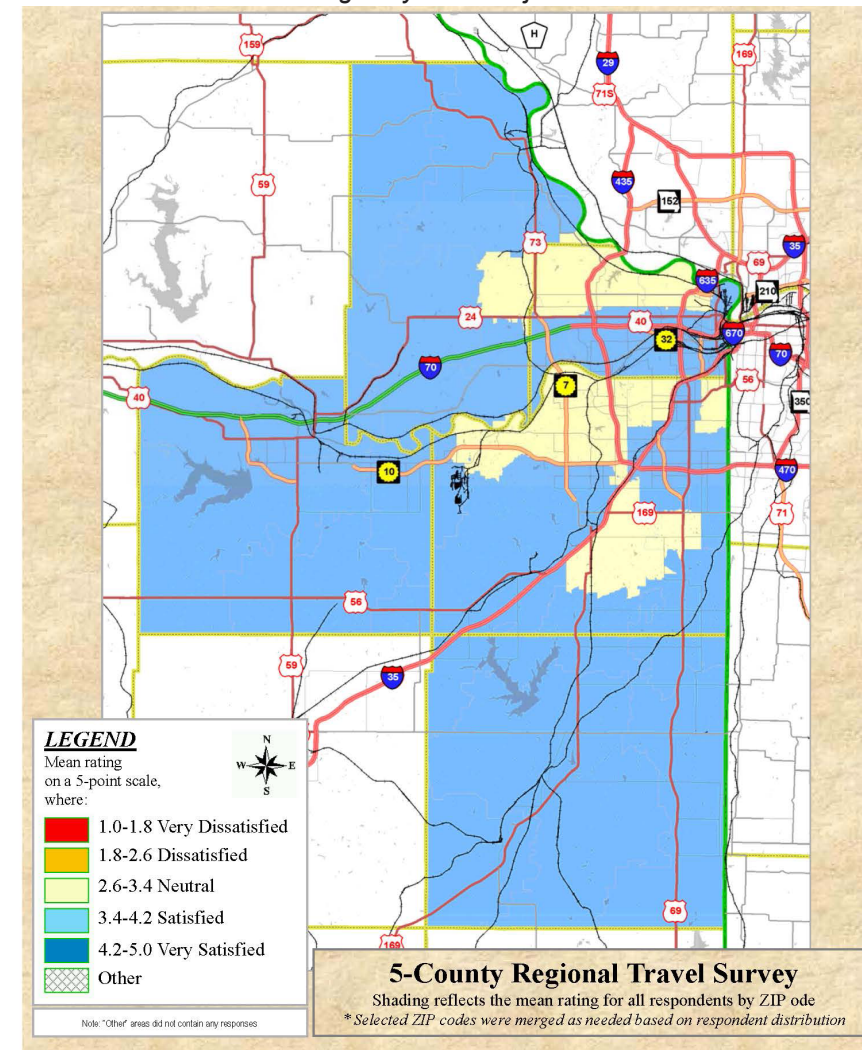 159
H
29
169
71S
59
435
152
73
35
69
635
210
24
40
32
670
70
70
7
56
40
350
10
470
169
71
56
59
35
69
169
LEGEND
Mean rating
on a 5-point scale,
where:
N
W E
S
1.0-1.8 Very Dissatisfied
1.8-2.6 Dissatisfied
2.6-3.4 Neutral
3.4-4.2 Satisfied
4.2-5.0 Very Satisfied
Other
Note: "Other" areas did not contain any responses
5-County Regional Travel Survey
Shading reflects the mean rating for all respondents by ZIP ode
* Selected ZIP codes were merged as needed based on respondent distribution